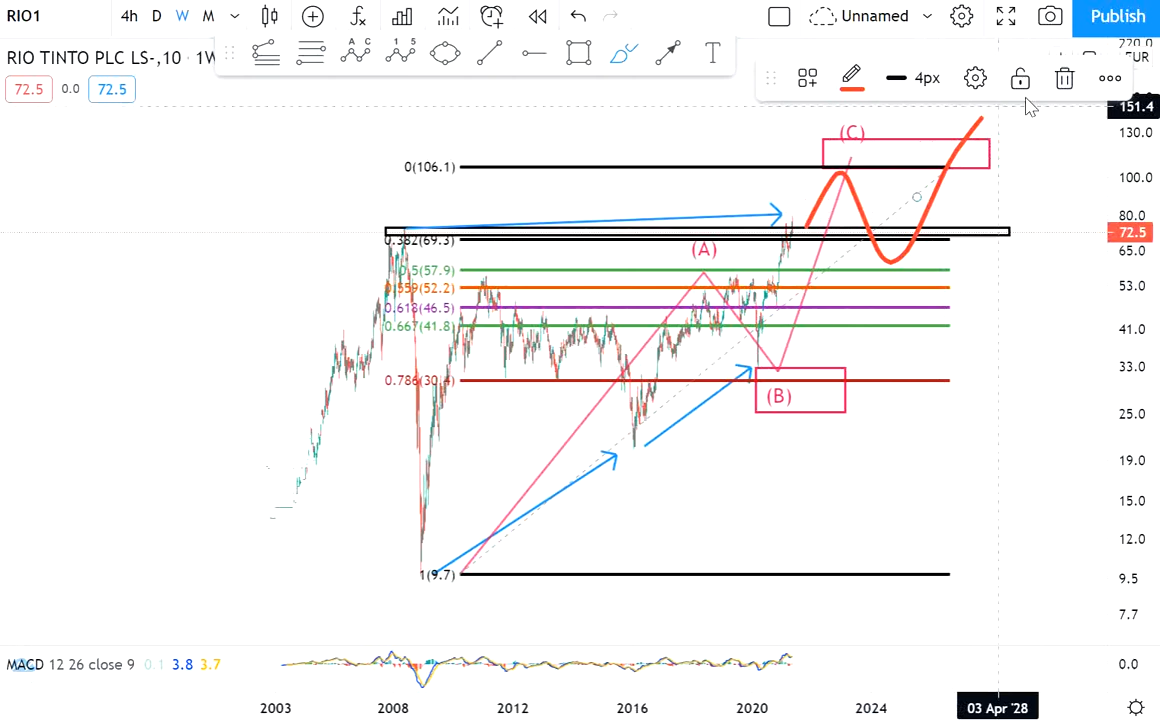 RIO1 4h D W M Unnamed Publish
RIO TINTO PLC LS-,10 · 1W
A C 1 5
EUR
4px
72.5 0.0 72.5
151.4
130.0
(C)
0(106.1)
100.0
80.0
72.5
0.382(69.3)
65.0
(A)
0.5(57.9)
0.559(52.2)
53.0
0.618(46.5)
0.667(41.8)
41.0
33.0
0.786(30.4)
(B)
25.0
19.0
15.0
12.0
1(9.7)
9.5
7.7
MACD 12 26 close 9 0.1 3.8 3.7
0.0
2003 2008 2012 2016 2020 2024 03 Apr '28